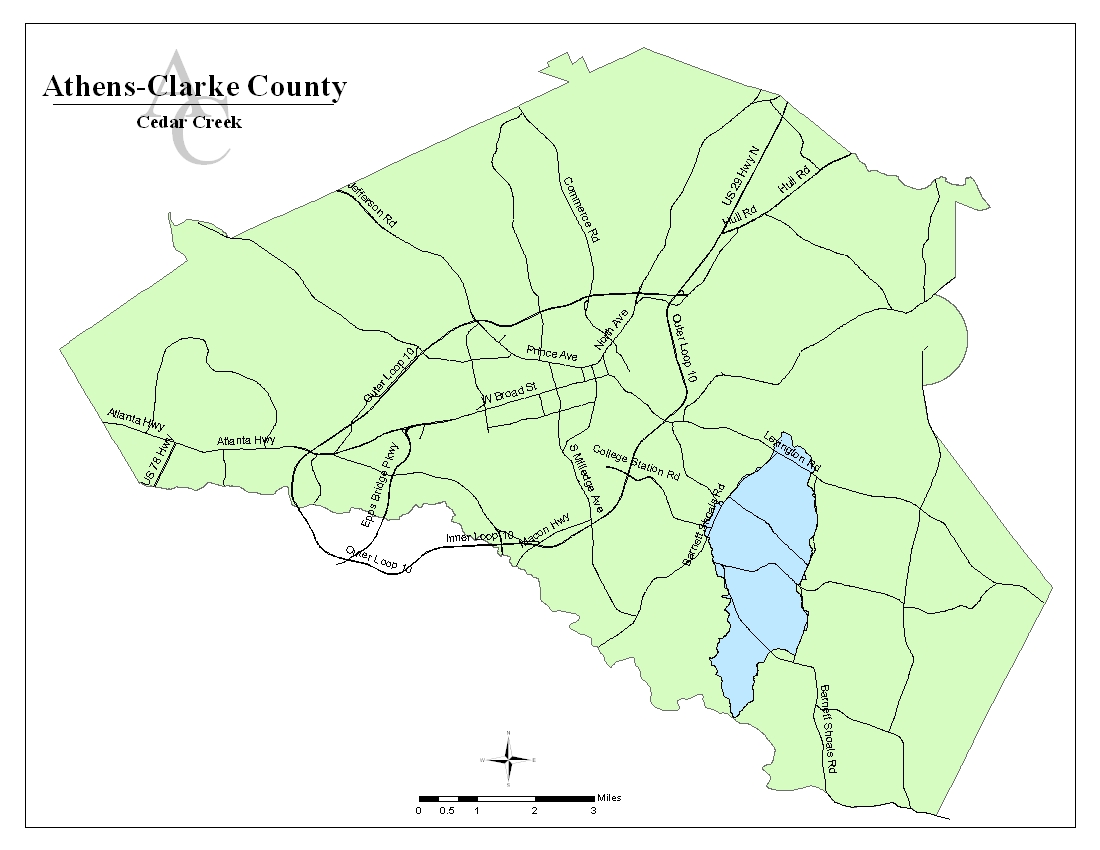 AC
Athens-Clarke County
Cedar Creek
Jefferson Rd
Commerce Rd
US 29 Hwy N
Hull Rd
Hull Rd
Outer Loop 10
North Ave
Prince Ave
Outer Loop 10
W Broad St
Atlanta Hwy
Atlanta Hwy
US 78 Hwy
Epps Bridge Pkwy
S Milledge Ave
College Station Rd
Lexington Rd
Barnett Shoals Rd
Macon Hwy
Inner Loop 10
Outer Loop 10
Barnett Shoals Rd
N
W E
S
Miles
0 0.5 1 2 3